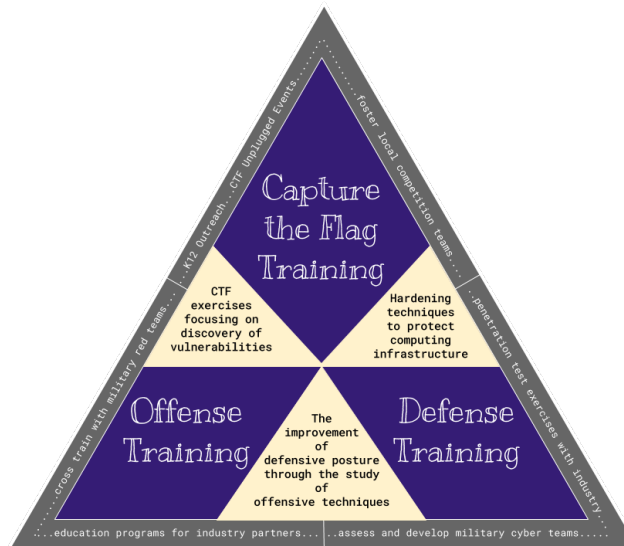 ...K12 Outreach...CTF Unplugged Events.......
.......foster local competition teams....
Capture
the Flag
Training
CTF
exercises
focusing on
discovery of
vulnerabilities
Hardening
techniques
to protect
computing
infrastructure
......cross train with military red teams...
..penetration test exercises with industry......
Offense
Training
The
improvement
of
defensive posture
through the study
of
offensive techniques
Defense
Training
....education programs for industry partners...
..assess and develop military cyber teams.....